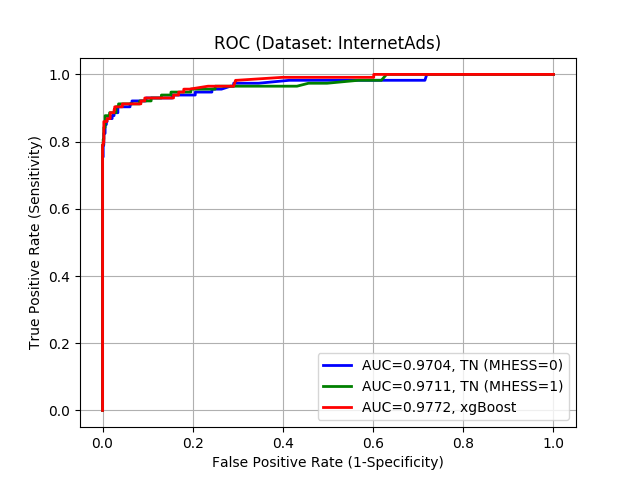 ROC (Dataset: InternetAds)
True Positive Rate (Sensitivity)
1.0
0.8
0.6
0.4
0.2
0.0
AUC=0.9704, TN (MHESS=0)
AUC=0.9711, TN (MHESS=1)
AUC=0.9772, xgBoost
0.0 0.2 0.4 0.6 0.8 1.0
False Positive Rate (1-Specificity)